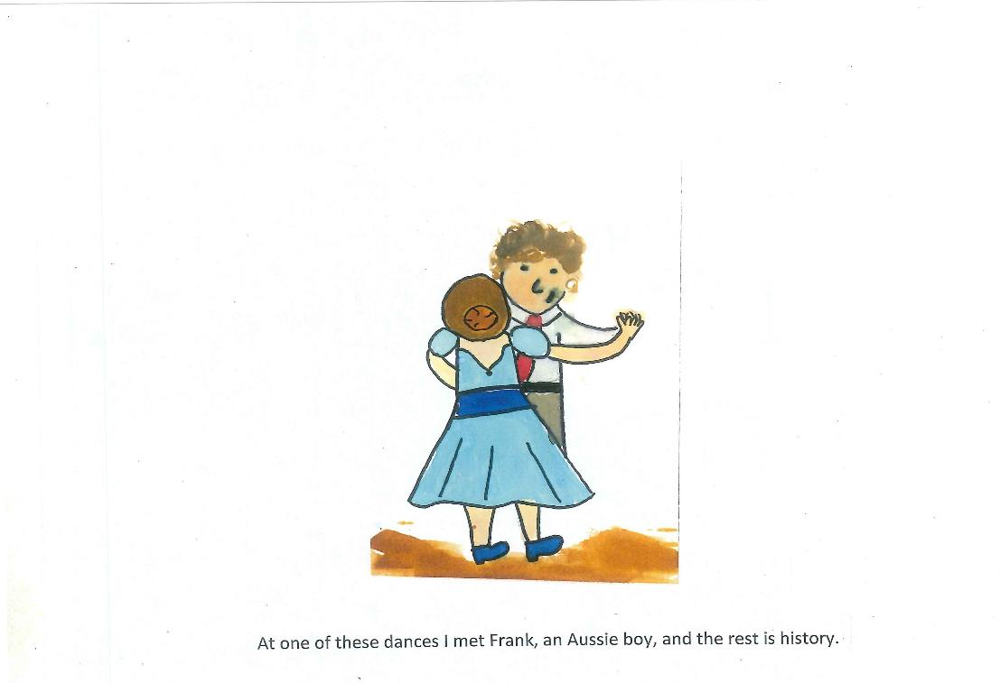 At one of these dances I met Frank, an Aussie boy, and the rest is history.